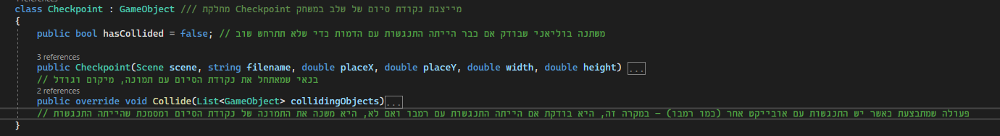 class Checkpoint : GameObject /// מחלקת Checkpoint מייצגת נקודת סיום של שלב במשחק
{
public bool hasCollided = false; // משתנה בוליאני שבודק אם כבר הייתה התנגשות עם הדמות כדי שלא תתרחש שוב
3 references
public Checkpoint(Scene scene, string filename, double placeX, double placeY, double width, double height) ...
// בנאי שמאתחל את נקודת הסיום עם תמונה, מיקום וגודל
2 references
public override void Collide(List<GameObject> collidingObjects)...
// פעולה שמתבצעת כאשר יש התנגשות עם אובייקט אחר (כמו רמבו) – במקרה זה, היא בודקת אם הייתה התנגשות עם רמבו ואם לא, היא משנה את התמונה של נקודת הסיום ומסמנת שהייתה התנגשות
}